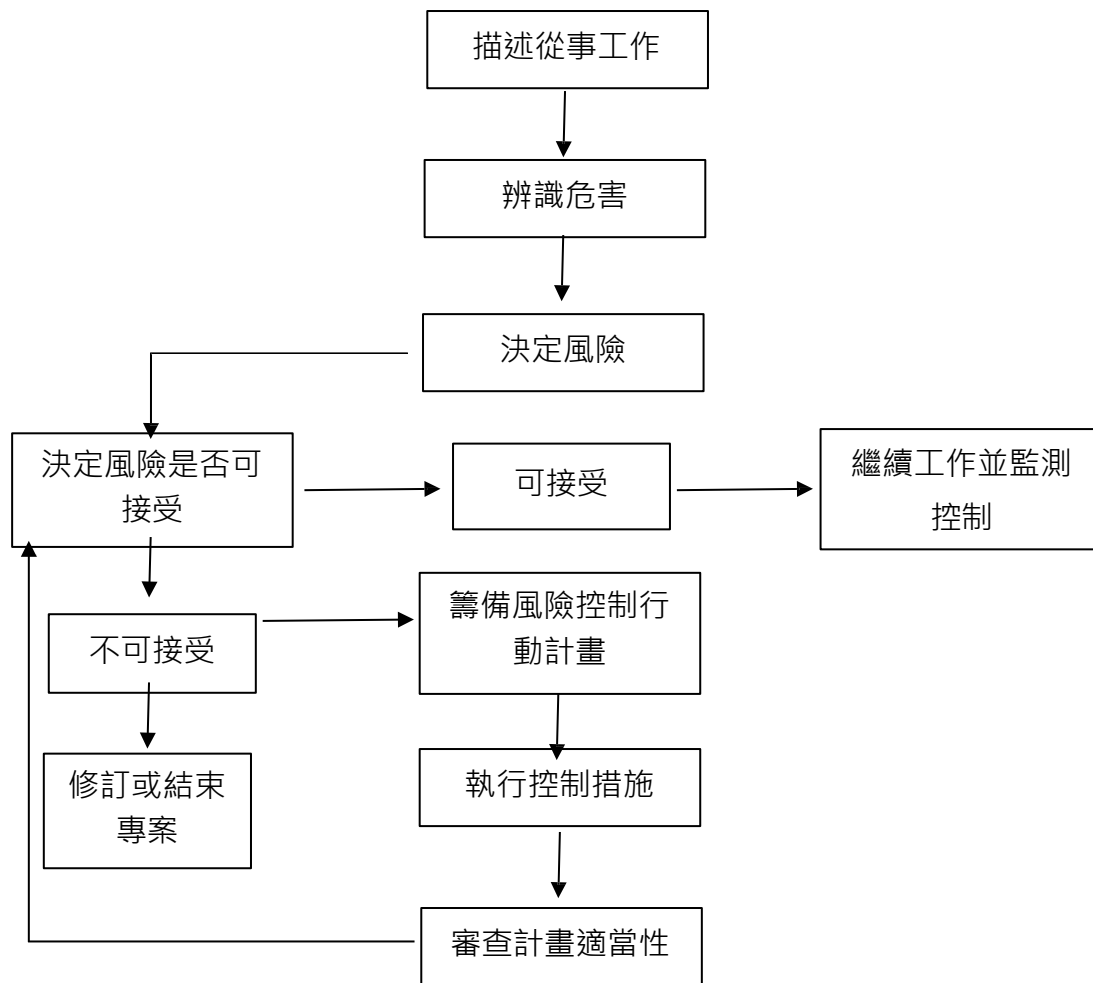 描述從事工作
辨識危害
決定風險
決定風險是否可
接受
可接受
繼續工作並監測
控制
不可接受
籌備風險控制行
動計畫
修訂或結束
專案
執行控制措施
審查計畫適當性